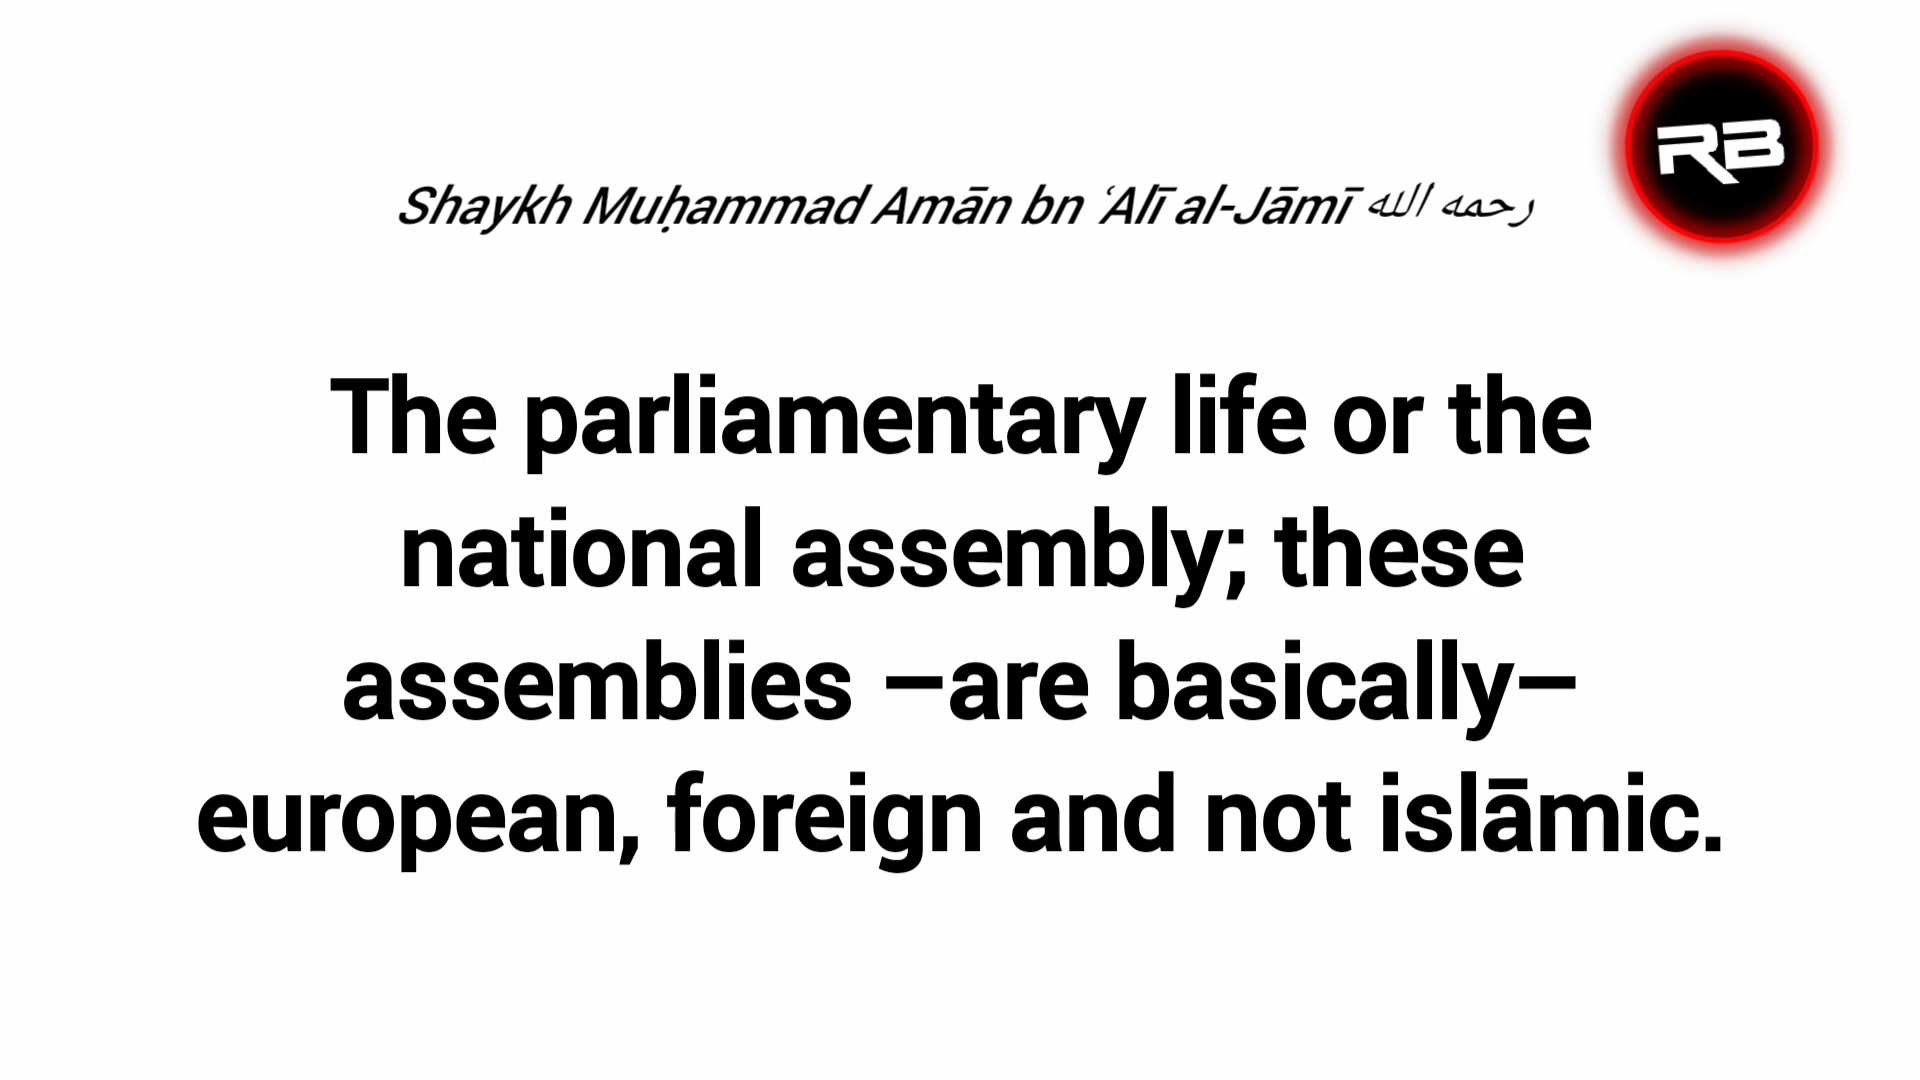 RB
Shaykh Muḥammad Amān bn ʿAlī al-Jāmī رحمه الله
The parliamentary life or the
national assembly; these
assemblies –are basically–
european, foreign and not islāmic.